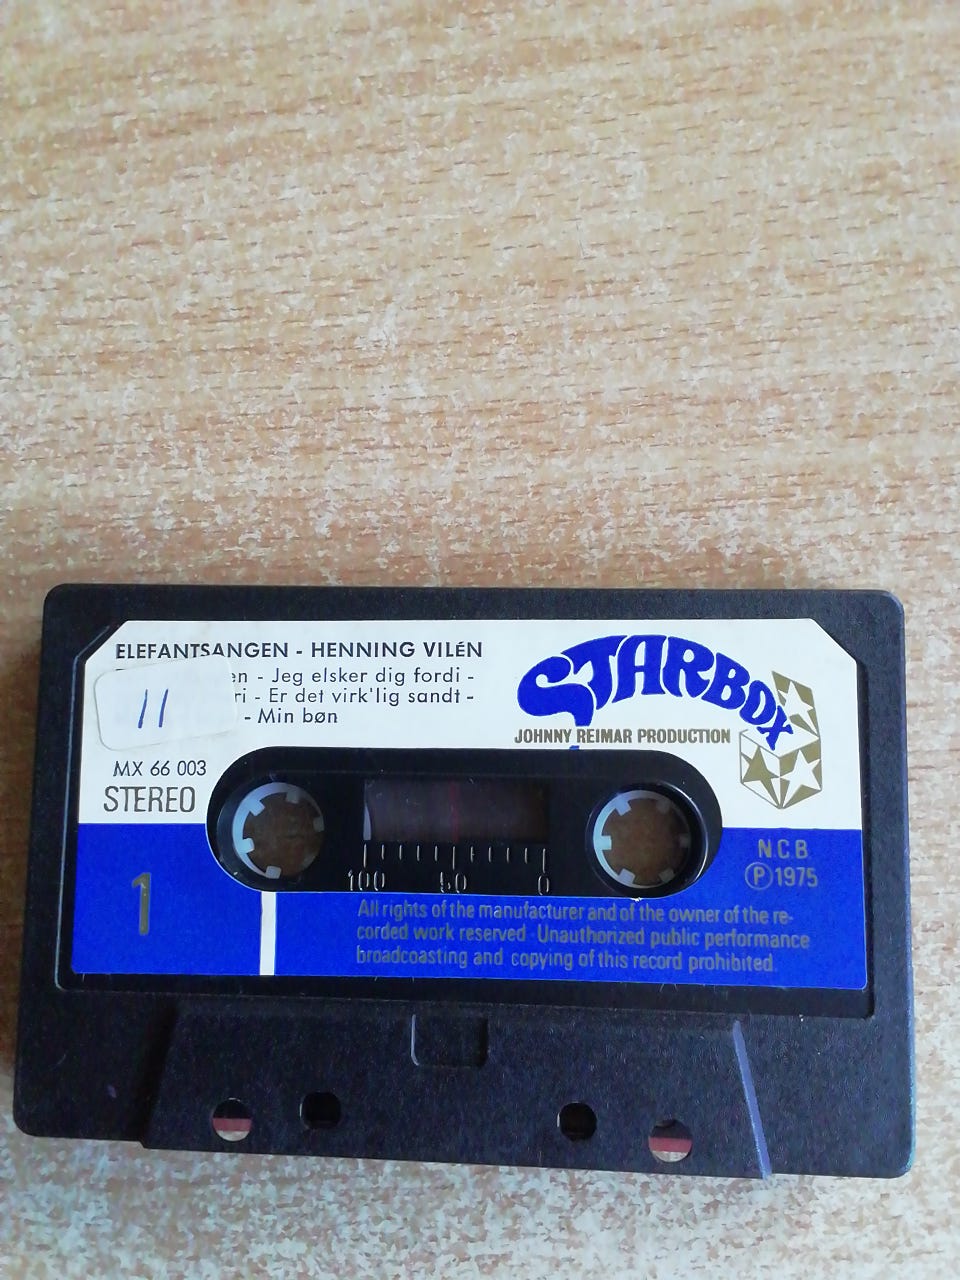 ELEFANTSANGEN - HENNING VILÉN
en - Jeg elsker dig fordi -
ri - Er det virk'lig sandt -
- Min bøn
11
MX 66 003
STEREO
1
STARBOX
JOHNNY REIMAR PRODUCTION
100 50 0
N.C.B.
Ⓟ 1975
All rights of the manufacturer and of the owner of the re-
corded work reserved - Unauthorized public performance
broadcoasting and copying of this record prohibited.